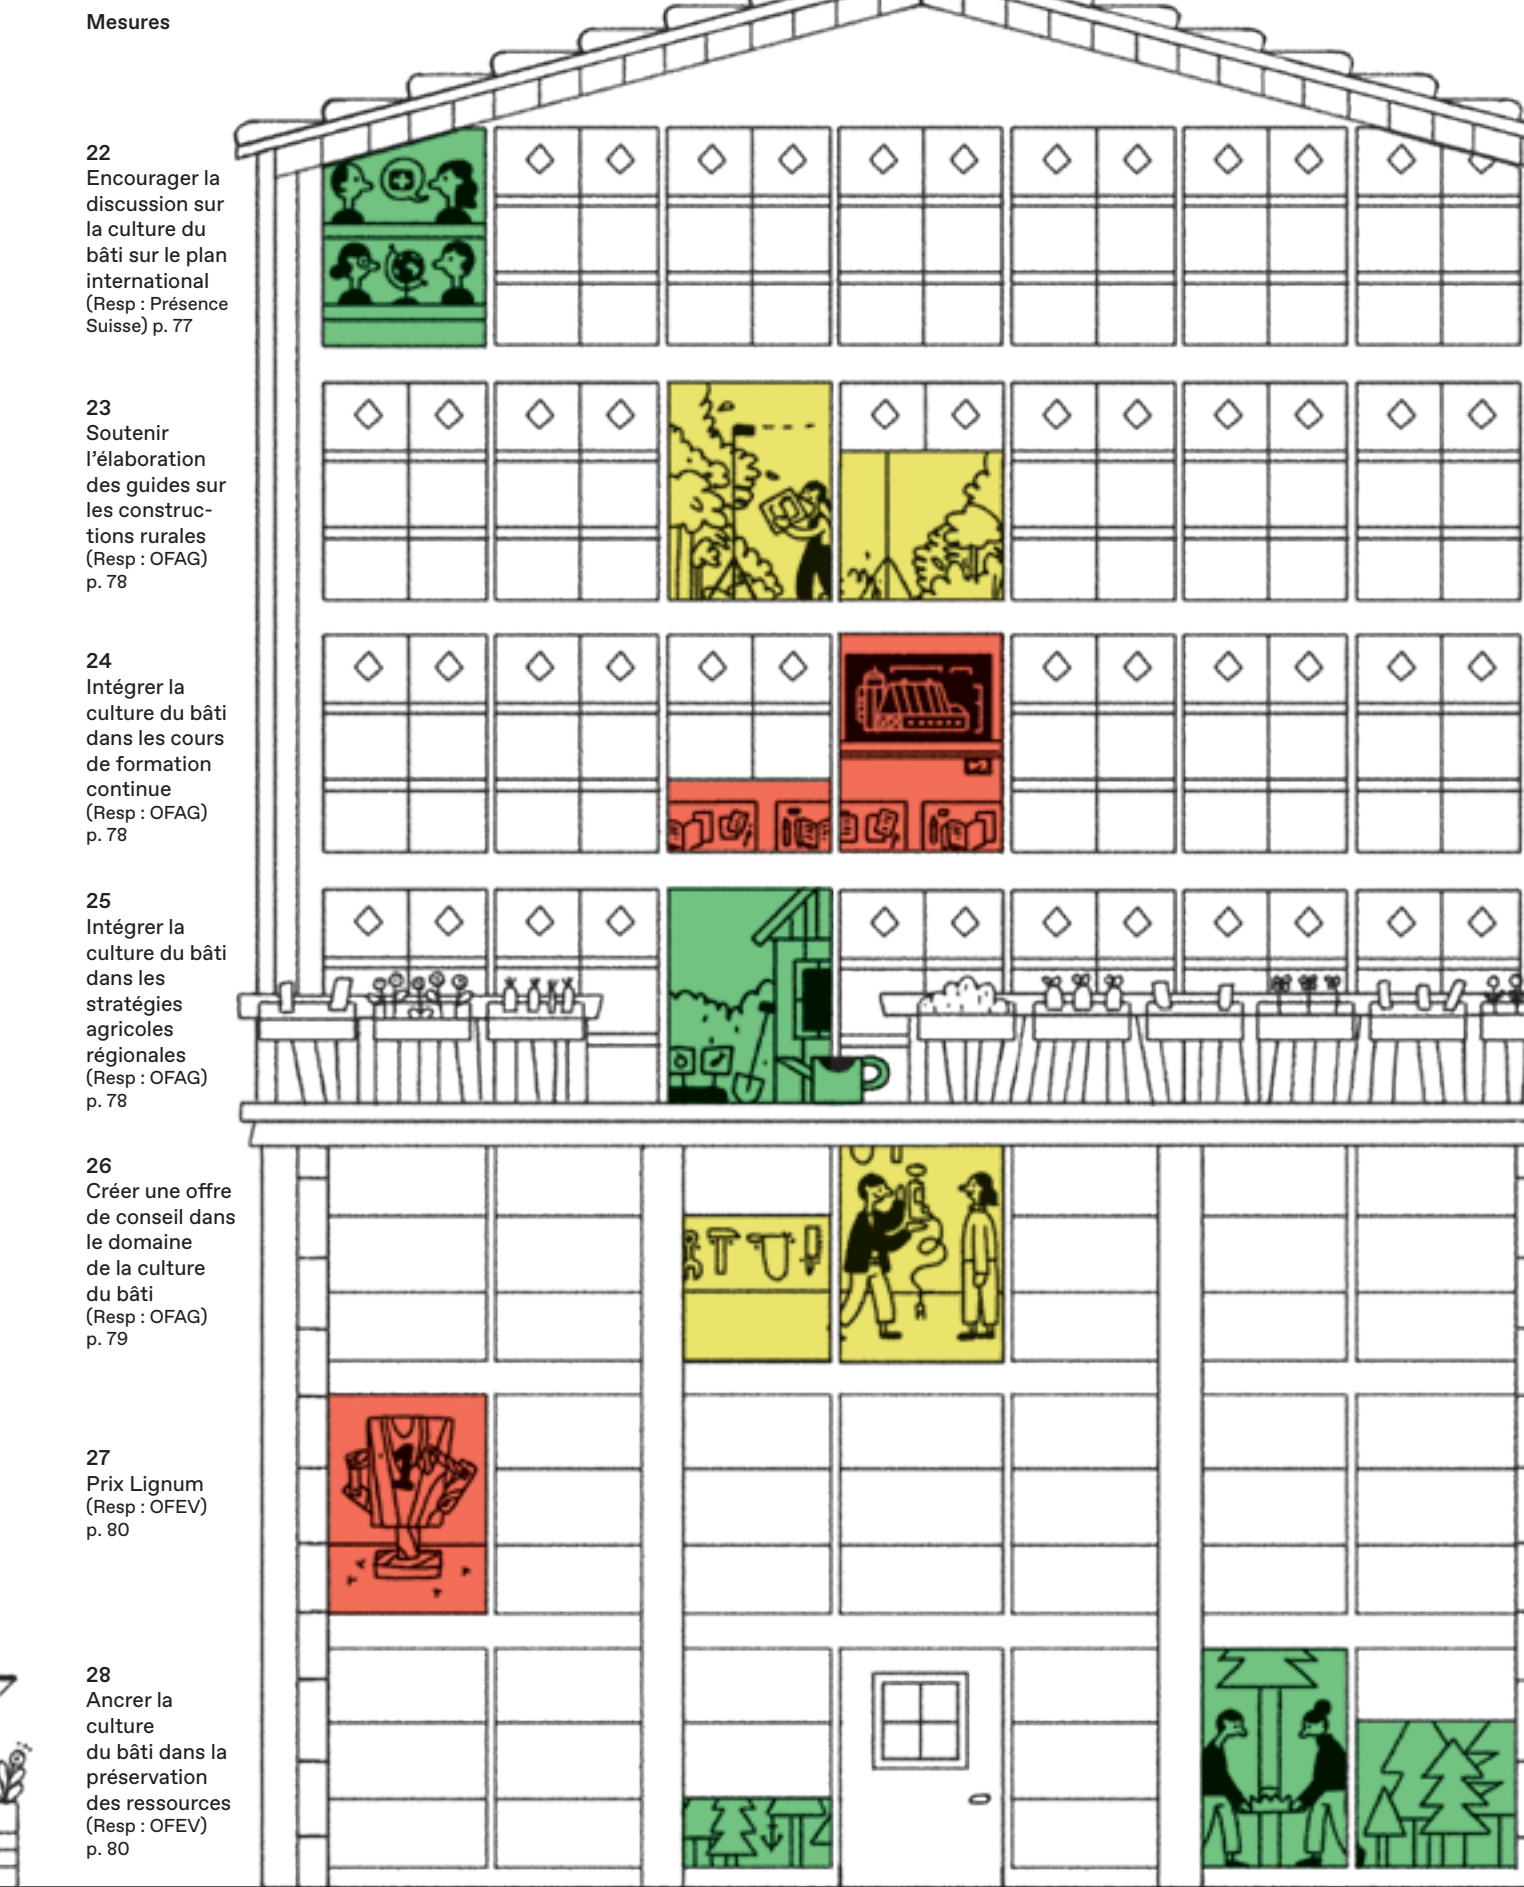 Mesures
22
Encourager la
discussion sur
la culture du
bâti sur le plan
international
(Resp : Présence
Suisse) p. 77
23
Soutenir
l’élaboration
des guides sur
les construc-
tions rurales
(Resp : OFAG)
p. 78
24
Intégrer la
culture du bâti
dans les cours
de formation
continue
(Resp : OFAG)
p. 78
25
Intégrer la
culture du bâti
dans les
stratégies
agricoles
régionales
(Resp : OFAG)
p. 78
26
Créer une offre
de conseil dans
le domaine
de la culture
du bâti
(Resp : OFAG)
p. 79
27
Prix Lignum
(Resp : OFEV)
p. 80
1
28
Ancrer la
culture
du bâti dans la
préservation
des ressources
(Resp : OFEV)
p. 80